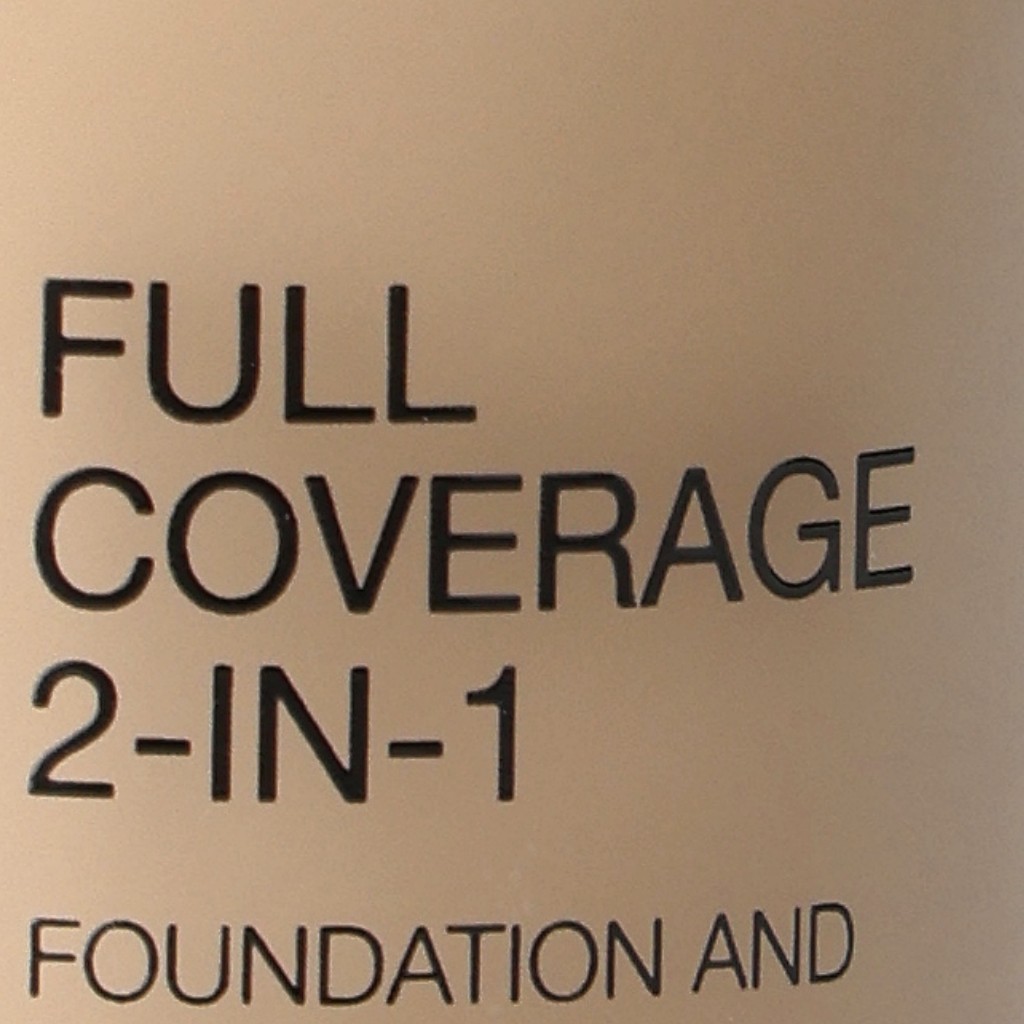 FULL
COVERAGE
2-IN-1
FOUNDATION AND